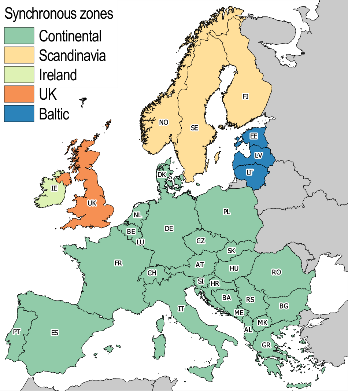 Synchronous zones
Continental
Scandinavia
Ireland
UK
Baltic
FI
NO
SE
EE
LV
LT
DK
IE
UK
NL
PL
BE
DE
LU
CZ
SK
FR
AT
HU
CH
SI
HR
RO
BA
RS
BG
IT
ME
MK
AL
PT
ES
GR